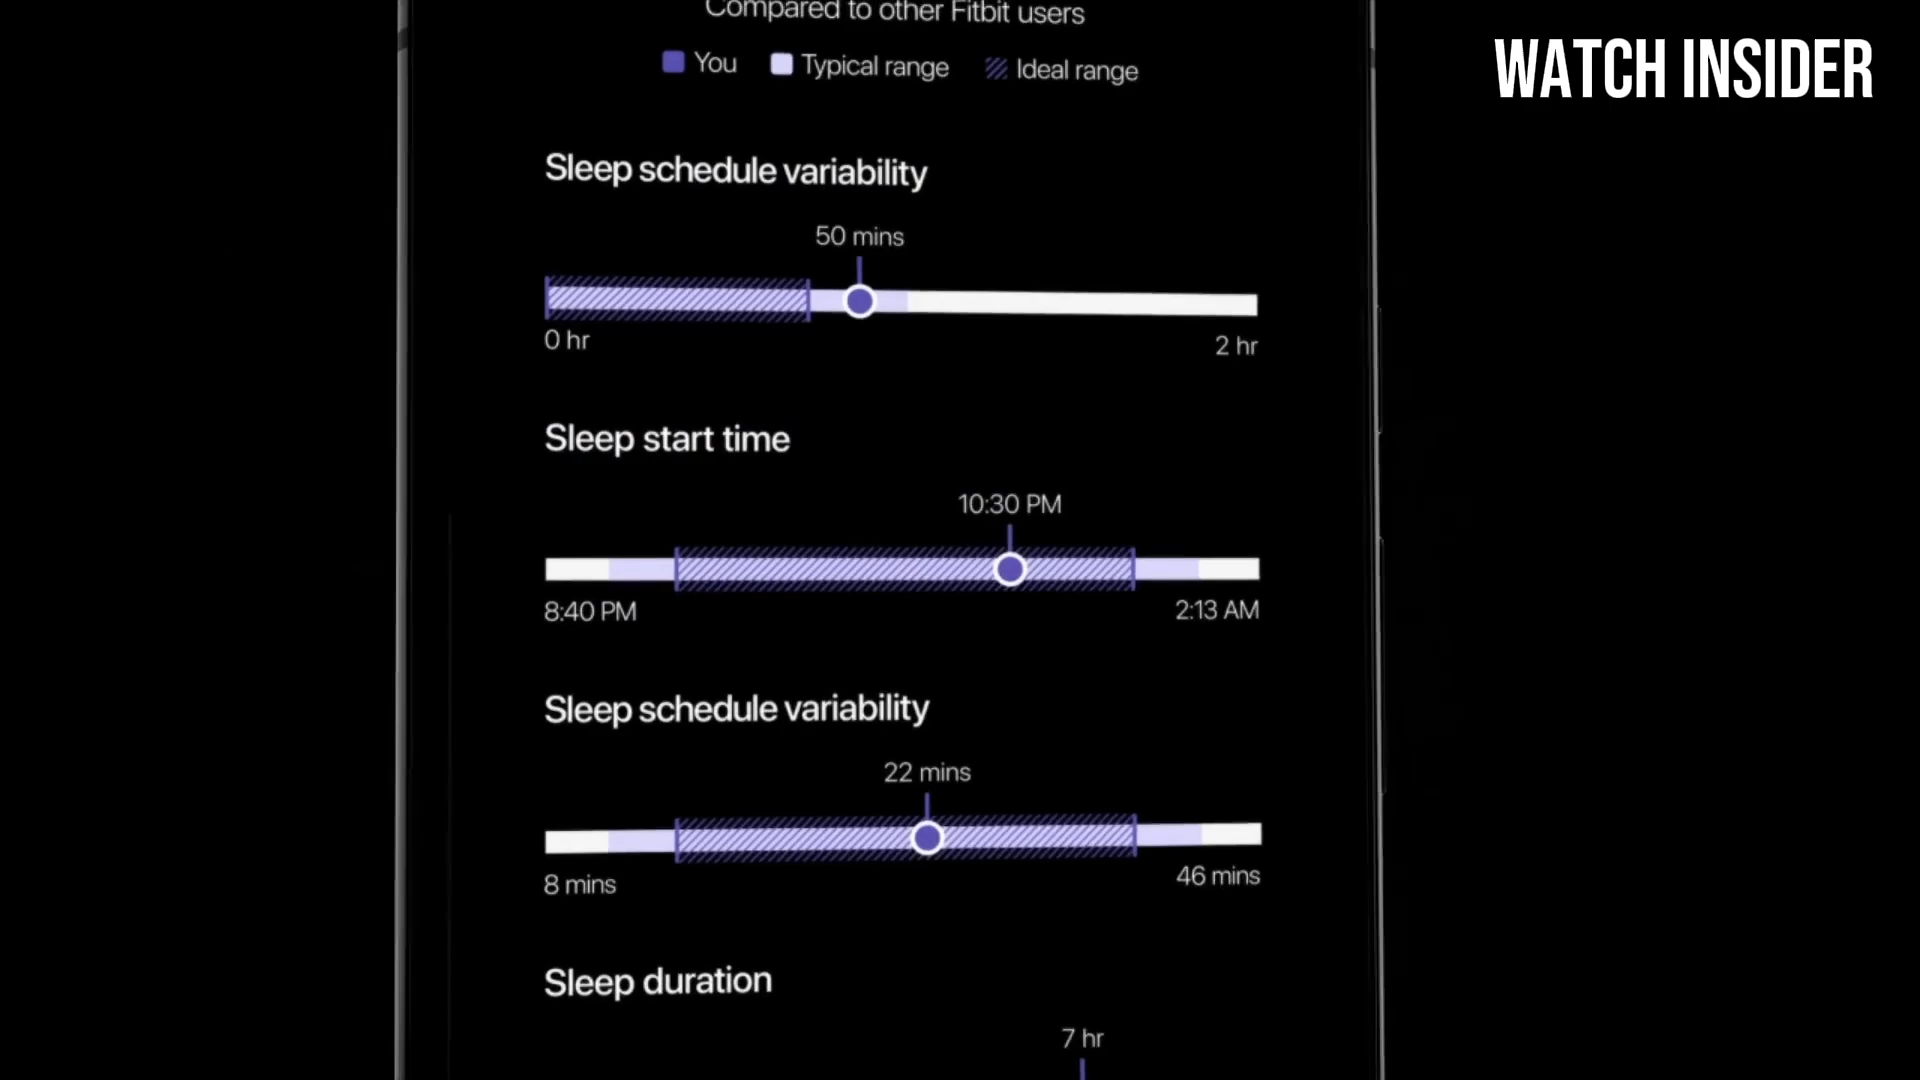 Compared to other Fitbit users
WATCH INSIDER
You Typical range Ideal range
Sleep schedule variability
50 mins
0 hr 2 hr
Sleep start time
10:30 PM
8:40 PM 2:13 AM
Sleep schedule variability
22 mins
8 mins 46 mins
Sleep duration
7 hr